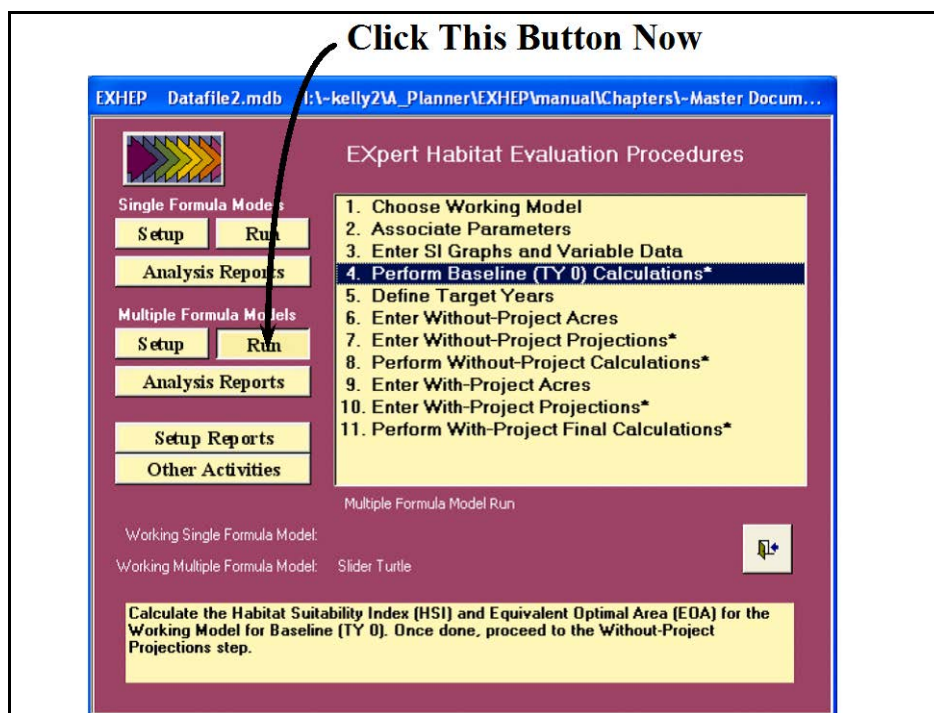 Click This Button Now
EXHEP Datafile2.mdb :\~kelly2\A_Planner\EXHEP\manual\Chapters\~Master Docum...
EXpert Habitat Evaluation Procedures
Single Formula Models
Setup Run
Analysis Reports
Multiple Formula Models
Setup Run
Analysis Reports
Setup Reports
Other Activities
1. Choose Working Model
2. Associate Parameters
3. Enter SI Graphs and Variable Data
4. Perform Baseline (TY 0) Calculations*
5. Define Target Years
6. Enter Without-Project Acres
7. Enter Without-Project Projections*
8. Perform Without-Project Calculations*
9. Enter With-Project Acres
10. Enter With-Project Projections*
11. Perform With-Project Final Calculations*
Multiple Formula Model Run
Working Single Formula Model:
Working Multiple Formula Model: Slider Turtle
Calculate the Habitat Suitability Index (HSI) and Equivalent Optimal Area (EOA) for the
Working Model for Baseline (TY 0). Once done, proceed to the Without-Project
Projections step.